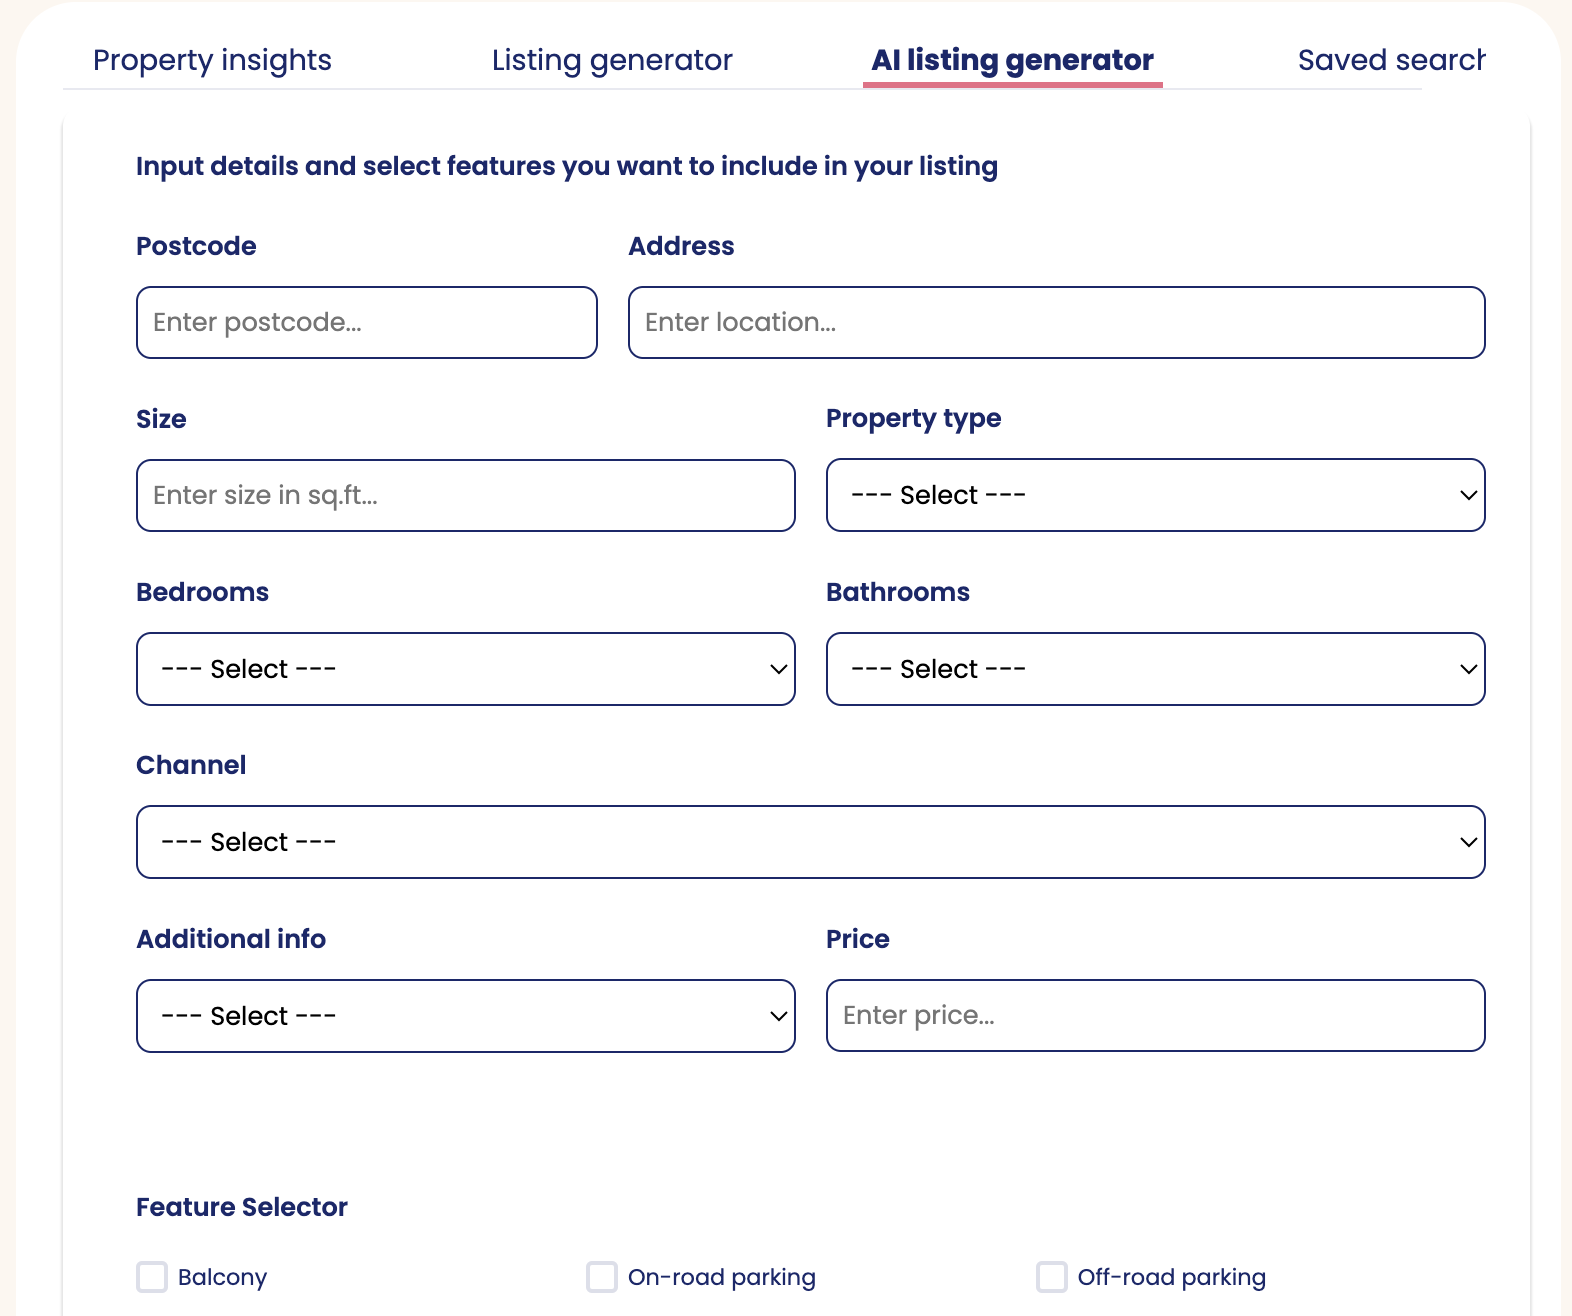 Property insights Listing generator AI listing generator Saved search
Input details and select features you want to include in your listing
Postcode Address
Enter postcode... Enter location...
Size Property type
Enter size in sq.ft... --- Select ---
Bedrooms Bathrooms
--- Select --- --- Select ---
Channel
--- Select ---
Additional info Price
--- Select --- Enter price...
Feature Selector
Balcony On-road parking Off-road parking